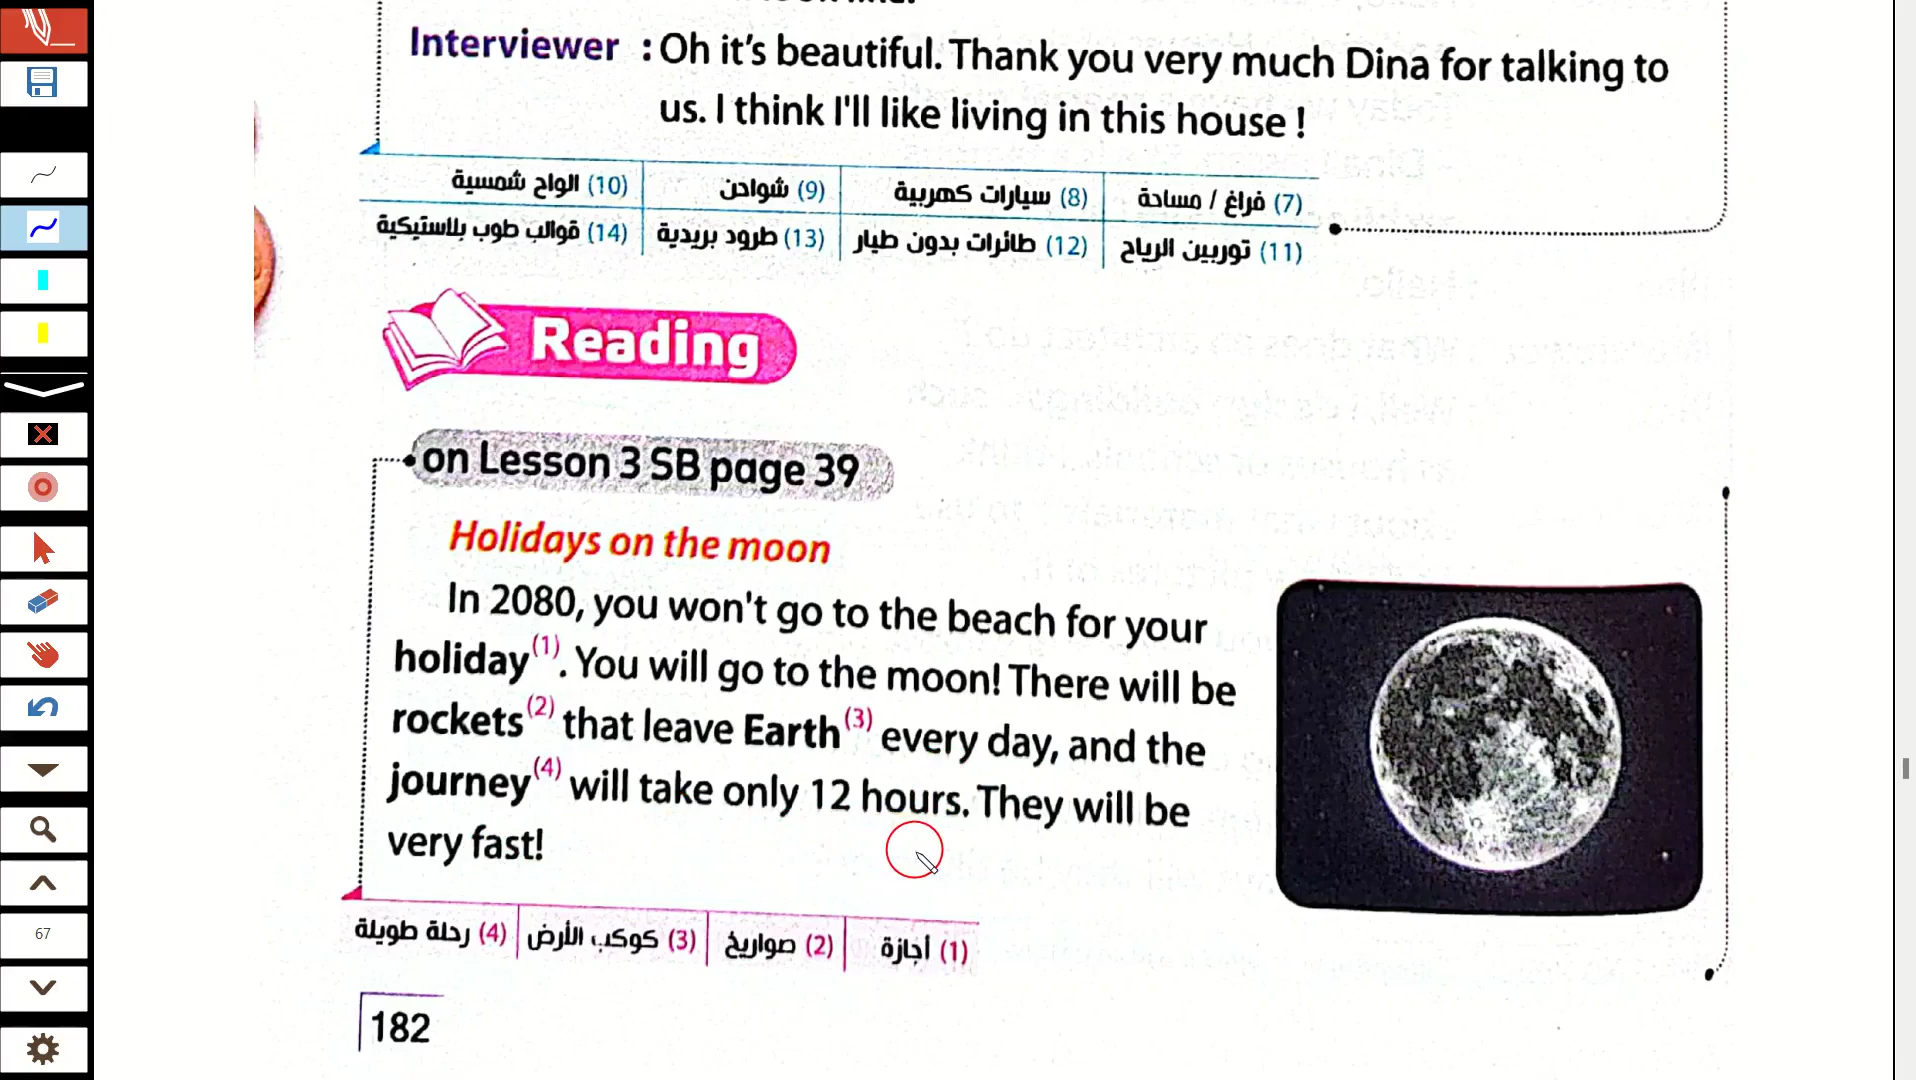 Interviewer : Oh it's beautiful. Thank you very much Dina for talking to
us. I think I'll like living in this house !
(7) فراغ / مساحة (8) سيارات كهربية (9) شواحن (10) الواح شمسية
(11) توربين الرياح (12) طائرات بدون طيار (13) طرود بريدية (14) قوالب طوب بلاستيكية
Reading
on Lesson 3 SB page 39
Holidays on the moon
In 2080, you won't go to the beach for your
holiday(1). You will go to the moon! There will be
rockets(2) that leave Earth(3) every day, and the
journey(4) will take only 12 hours. They will be
very fast!
(1) أجازة (2) صواريخ (3) كوكب الأرض (4) رحلة طويلة
182
67